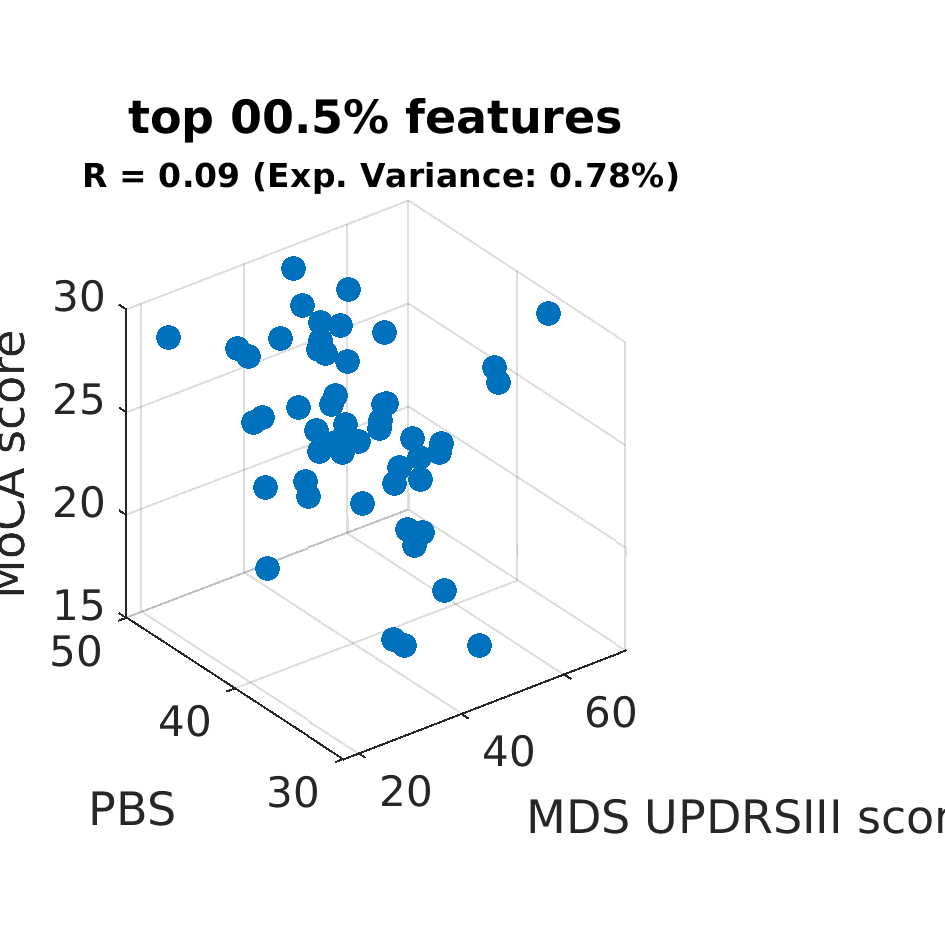 top 00.5% features
R = 0.09 (Exp. Variance: 0.78%)
30
25
20
15
MoCA score
50
40
30
PBS
20
40
60
MDS UPDRSIII scor